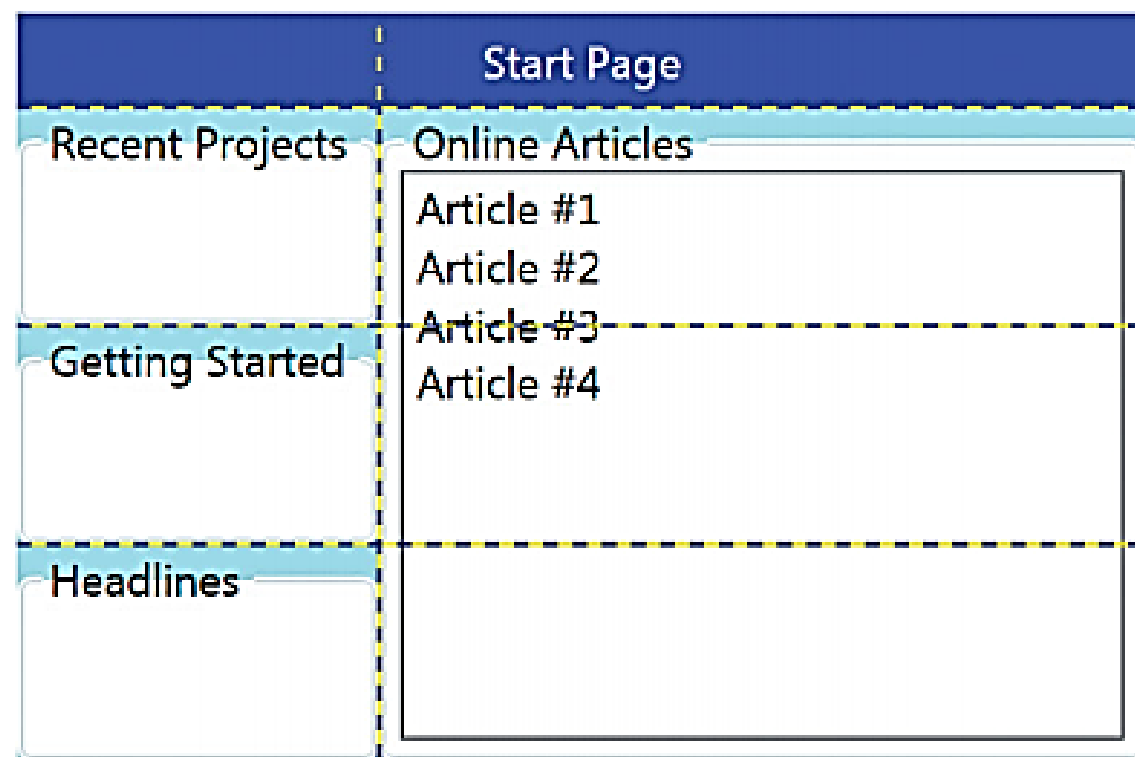 Start Page
Recent Projects
Online Articles
Article #1
Article #2
Article #3
Article #4
Getting Started
Headlines